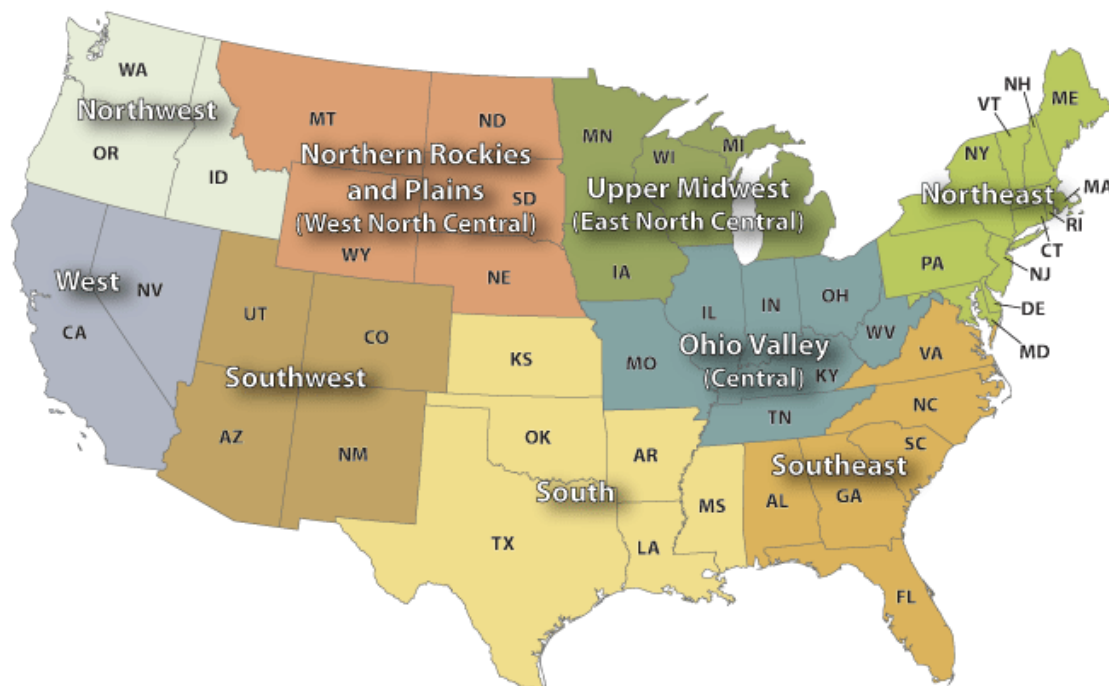 WA
Northwest
OR
ID
MT
ND
Northern Rockies
and Plains
(West North Central)
SD
WY
NE
MN
WI
MI
Upper Midwest
(East North Central)
IA
VT
NH
ME
NY
Northeast
MA
RI
CT
PA
NJ
DE
MD
West
NV
CA
UT
CO
Southwest
AZ
NM
KS
OK
AR
South
TX
LA
MS
IL
IN
OH
WV
Ohio Valley
(Central)
MO
KY
TN
VA
NC
SC
Southeast
AL
GA
FL